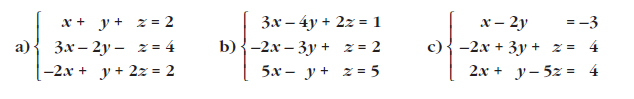 a) { x + y + z = 2
3x – 2y – z = 4
–2x + y + 2z = 2
b) { 3x – 4y + 2z = 1
–2x – 3y + z = 2
5x – y + z = 5
c) { x – 2y = –3
–2x + 3y + z = 4
2x + y – 5z = 4